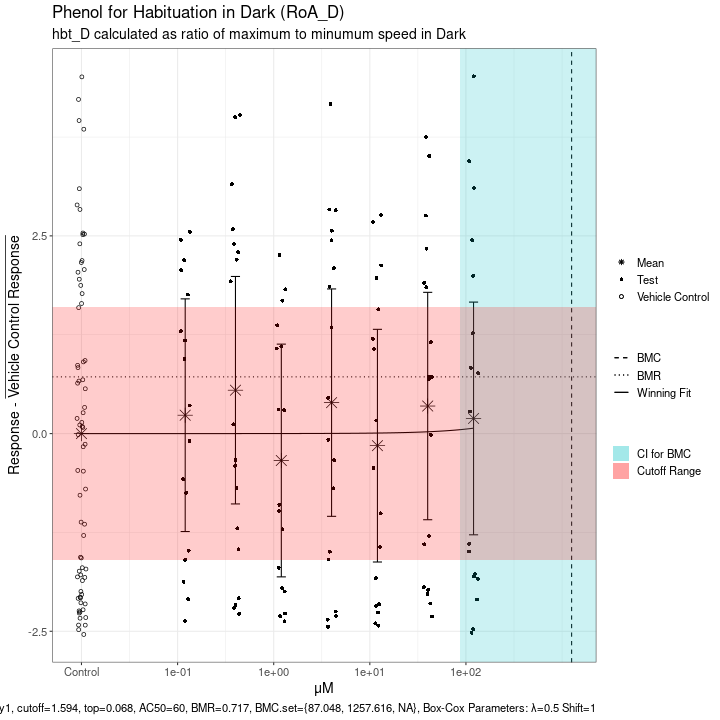 Phenol for Habituation in Dark (RoA_D)
hbt_D calculated as ratio of maximum to minumum speed in Dark
Response - Vehicle Control Response
2.5
0.0
-2.5
Control
1e-01
1e+00
1e+01
1e+02
µM
Mean
Test
Vehicle Control
BMC
BMR
Winning Fit
CI for BMC
Cutoff Range
y1, cutoff=1.594, top=0.068, AC50=60, BMR=0.717, BMC.set={87.048, 1257.616, NA}, Box-Cox Parameters: λ=0.5 Shift=1